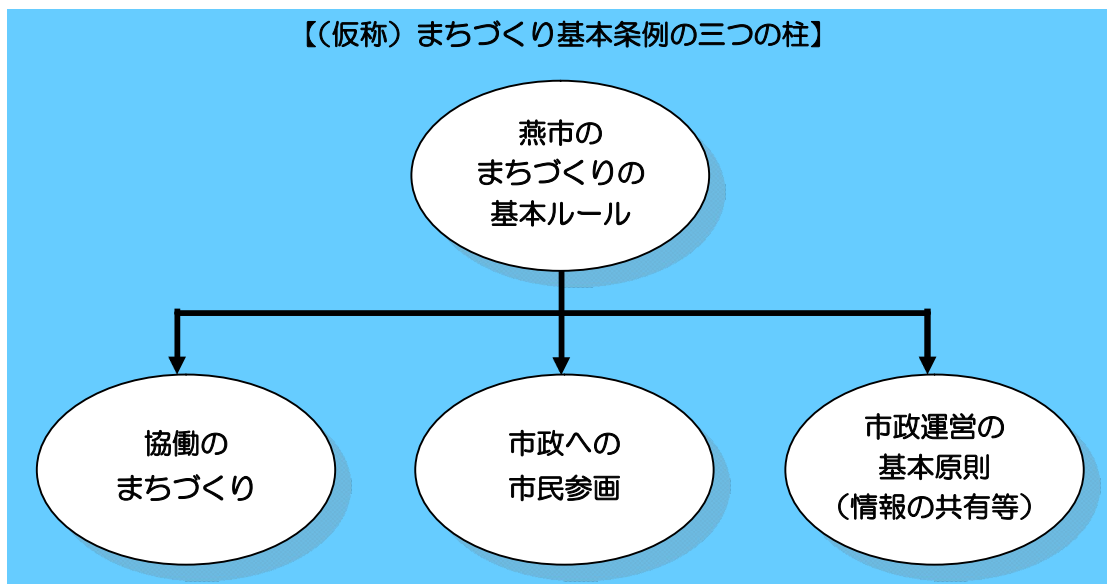 【（仮称）まちづくり基本条例の三つの柱】
燕市の
まちづくりの
基本ルール
協働の
まちづくり
市政への
市民参画
市政運営の
基本原則
（情報の共有等）